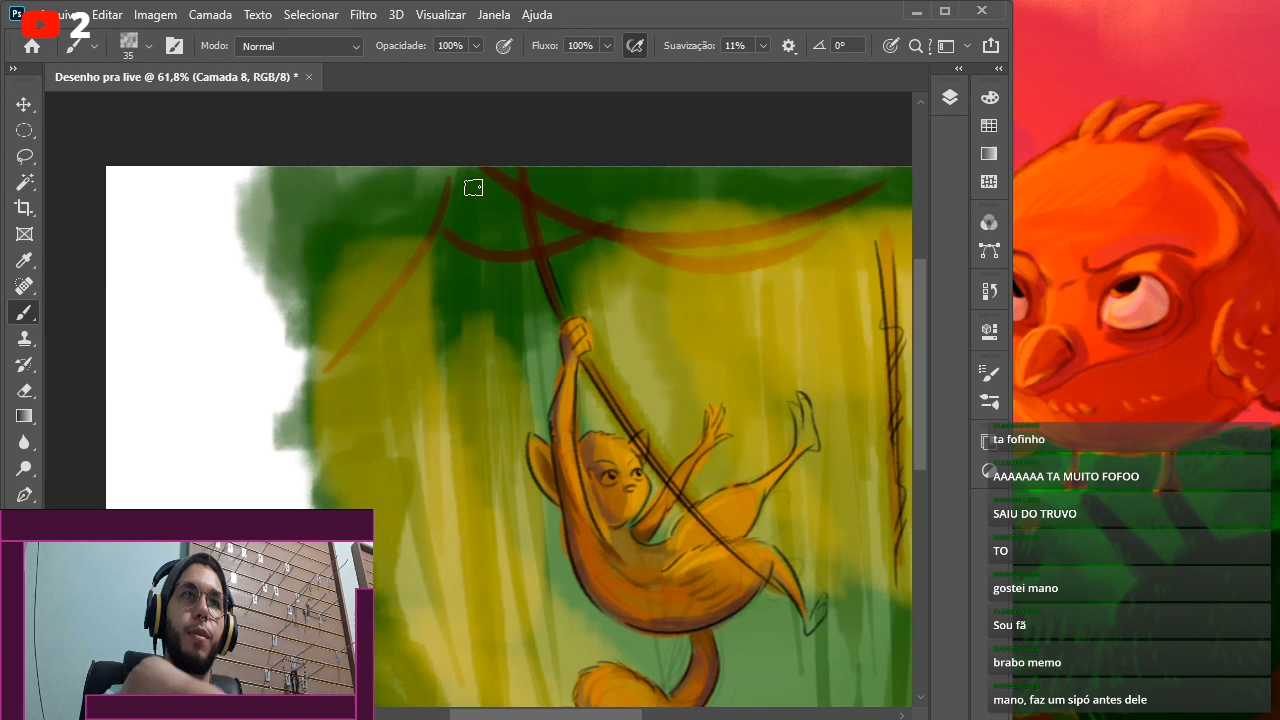 Ps
Editar Imagem Camada Texto Selecionar Filtro 3D Visualizar Janela Ajuda
2
35
Modo: Normal Opacidade: 100% Fluxo: 100% Suavização: 11% 0°
Desenho pra live @ 61,8% (Camada 8, RGB/8) *
ta fofinho
AAAAAAA TA MUITO FOFOO
SAIU DO TRUVO
TO
gostei mano
Sou fã
brabo memo
mano, faz um sipó antes dele